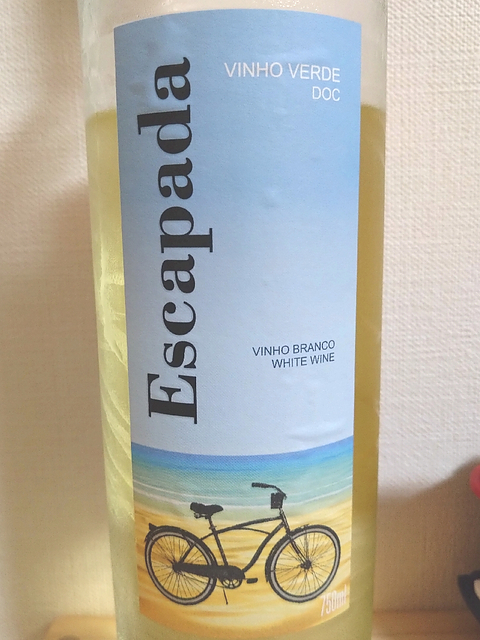 Escapada
VINHO VERDE
DOC
VINHO BRANCO
WHITE WINE
750ml